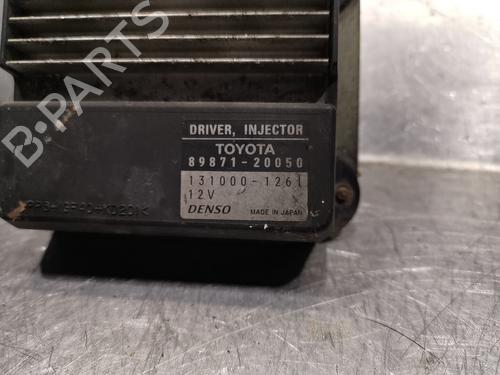 B-PARTS
DRIVER, INJECTOR
TOYOTA
89871-20050
131000-1261
12V
DENSO MADE IN JAPAN